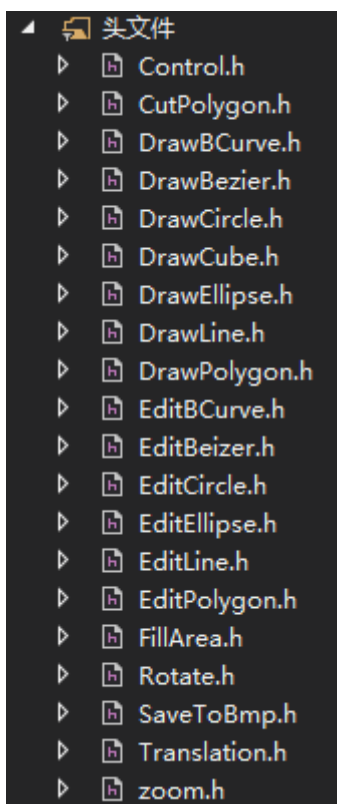 头文件
Control.h
CutPolygon.h
DrawBCurve.h
DrawBezier.h
DrawCircle.h
DrawCube.h
DrawEllipse.h
DrawLine.h
DrawPolygon.h
EditBCurve.h
EditBeizer.h
EditCircle.h
EditEllipse.h
EditLine.h
EditPolygon.h
FillArea.h
Rotate.h
SaveToBmp.h
Translation.h
zoom.h